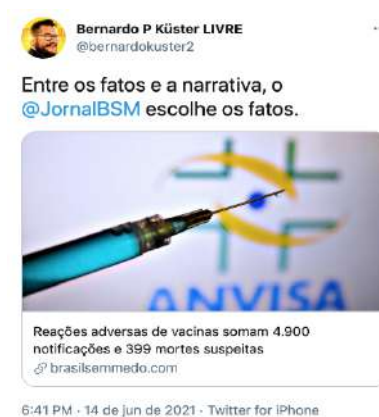 Bernardo P Küster LIVRE
@bernardokuster2
Entre os fatos e a narrativa, o
@JornalBSM escolhe os fatos.
ANVISA
Reações adversas de vacinas somam 4.900
notificações e 399 mortes suspeitas
brasilsemmedo.com
6:41 PM · 14 de jun de 2021 · Twitter for iPhone